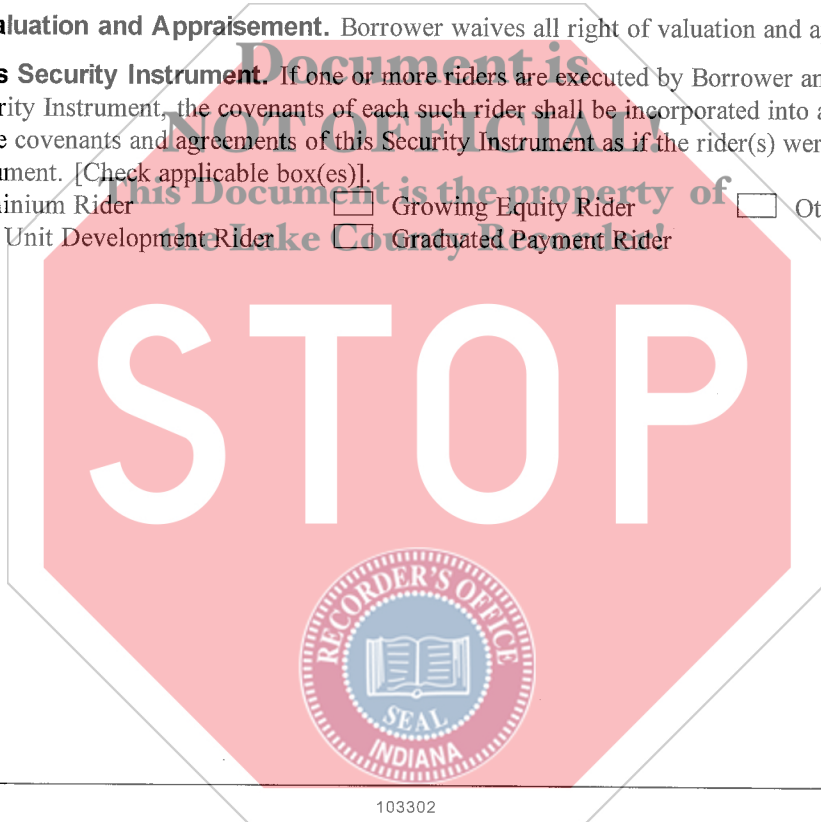 aluation and Appraisement. Borrower waives all right of valuation and a
Document is
s Security Instrument. If one or more riders are executed by Borrower an
rity Instrument, the covenants of each such rider shall be incorporated into a
NOT OFFICIAL!
e covenants and agreements of this Security Instrument as if the rider(s) wer
ument. [Check applicable box(es)].
This Document is the property of
inium Rider Growing Equity Rider Ot
the Lake County Recorder!
Unit Development Rider Graduated Payment Rider
STOP
RECORDER'S OFFICE
SEAL
INDIANA
103302